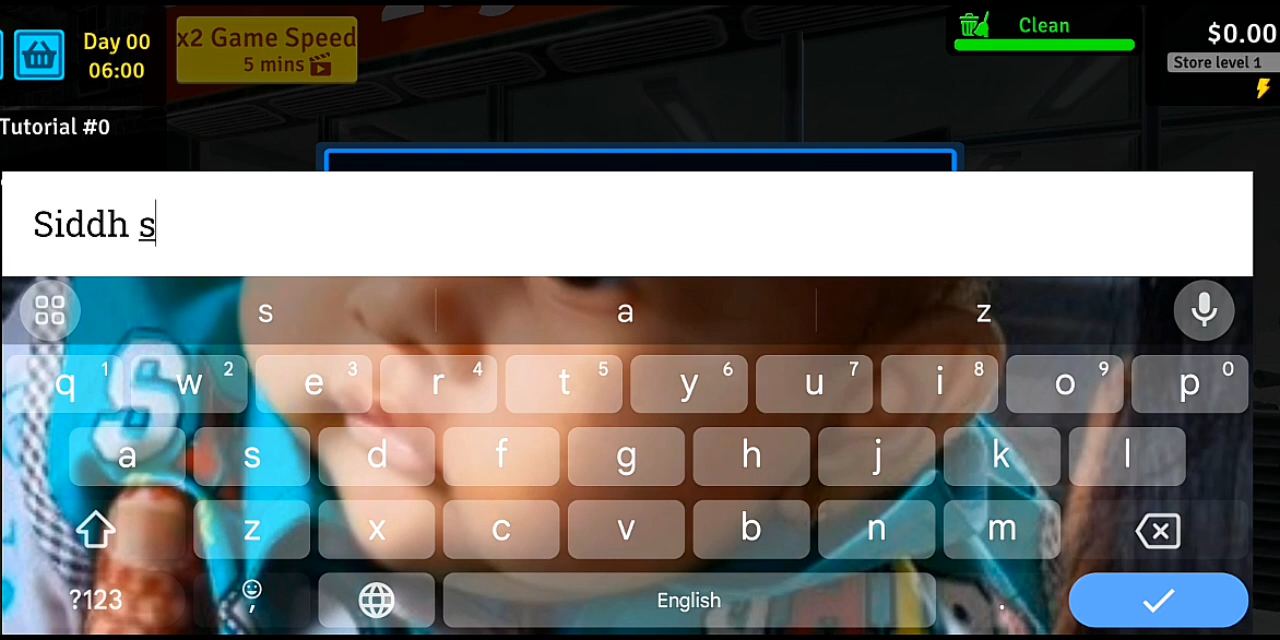 Day 00
06:00
x2 Game Speed
5 mins
Clean
$0.00
Store level 1
Tutorial #0
Siddh s
s a z
q 1 w 2 e 3 r 4 t 5 y 6 u 7 i 8 o 9 p 0
S
a s d f g h j k l
z x c v b n m
?123 , English .